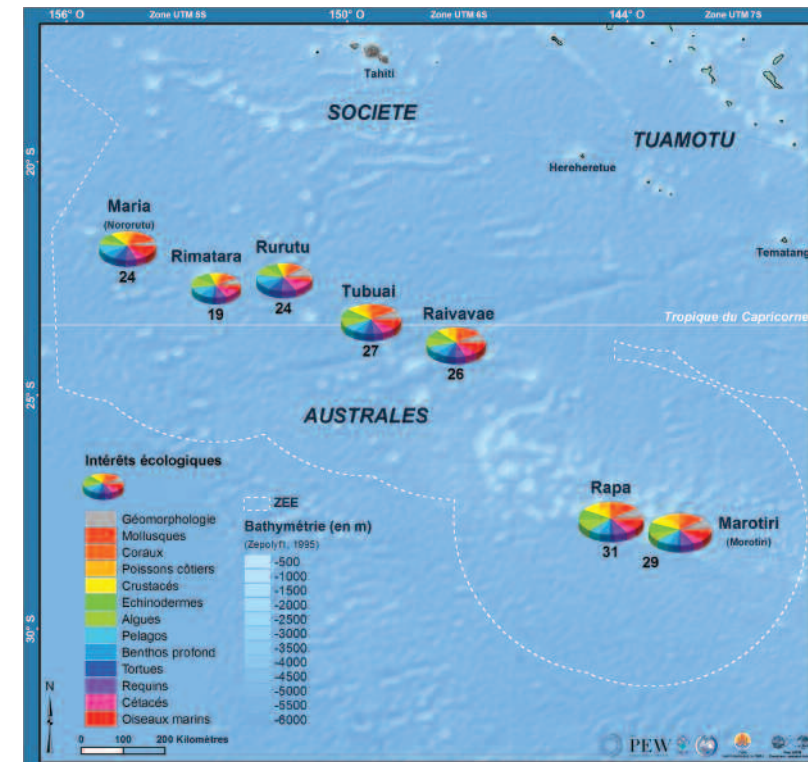 156° O Zone UTM 5S 150° O Zone UTM 6S 144° O Zone UTM 7S
Tahiti
SOCIETE
TUAMOTU
20° S
Hereheretue
Maria
(Nororutu)
24
Rimatara
19
Rurutu
24
Tematang
Tubuai
27
Raivavae
26
Tropique du Capricorne
25° S
AUSTRALES
Intérêts écologiques
Géomorphologie
Mollusques
Coraux
Poissons côtiers
Crustacés
Echinodermes
Algues
Pelagos
Benthos profond
Tortues
Requins
Cétacés
Oiseaux marins
ZEE
Bathymétrie (en m)
(Zepolyf1, 1995)
-500
-1000
-1500
-2000
-2500
-3000
-3500
-4000
-4500
-5000
-5500
-6000
Rapa
31
Marotiri
(Morotiri)
29
30° S
N
0 100 200 Kilomètres
PEW